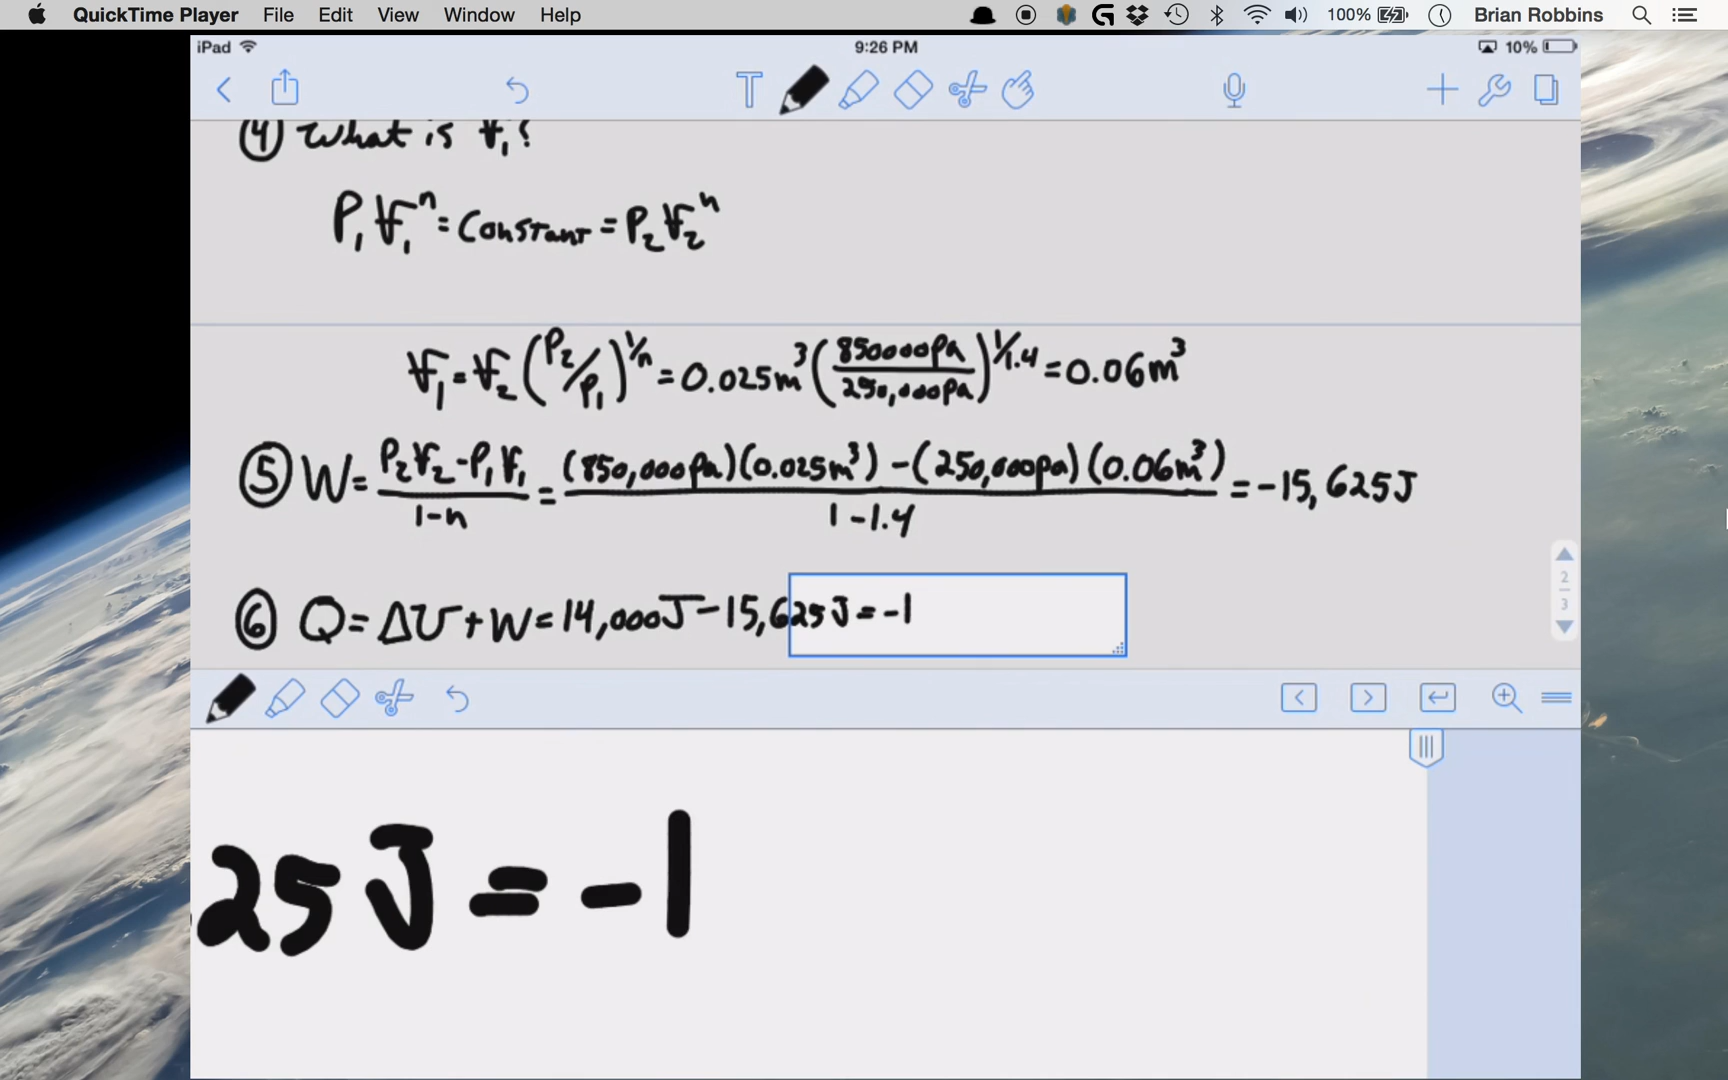 QuickTime Player File Edit View Window Help 100% Brian Robbins
iPad 9:26 PM 10%
T
(4) What is V₁?
P₁V₁ⁿ = Constant = P₂V₂ⁿ
V₁ = V₂ (P₂/P₁)^1/n = 0.025m³ (850000Pa / 250,000Pa)^1/1.4 = 0.06m³
(5) W = P₂V₂ - P₁V₁ / 1-n = (850,000Pa)(0.025m³) - (250,000Pa)(0.06m³) / 1-1.4 = -15,625J
2
3
(6) Q = ΔU + W = 14,000J - 15,625J = -1
25J = -1